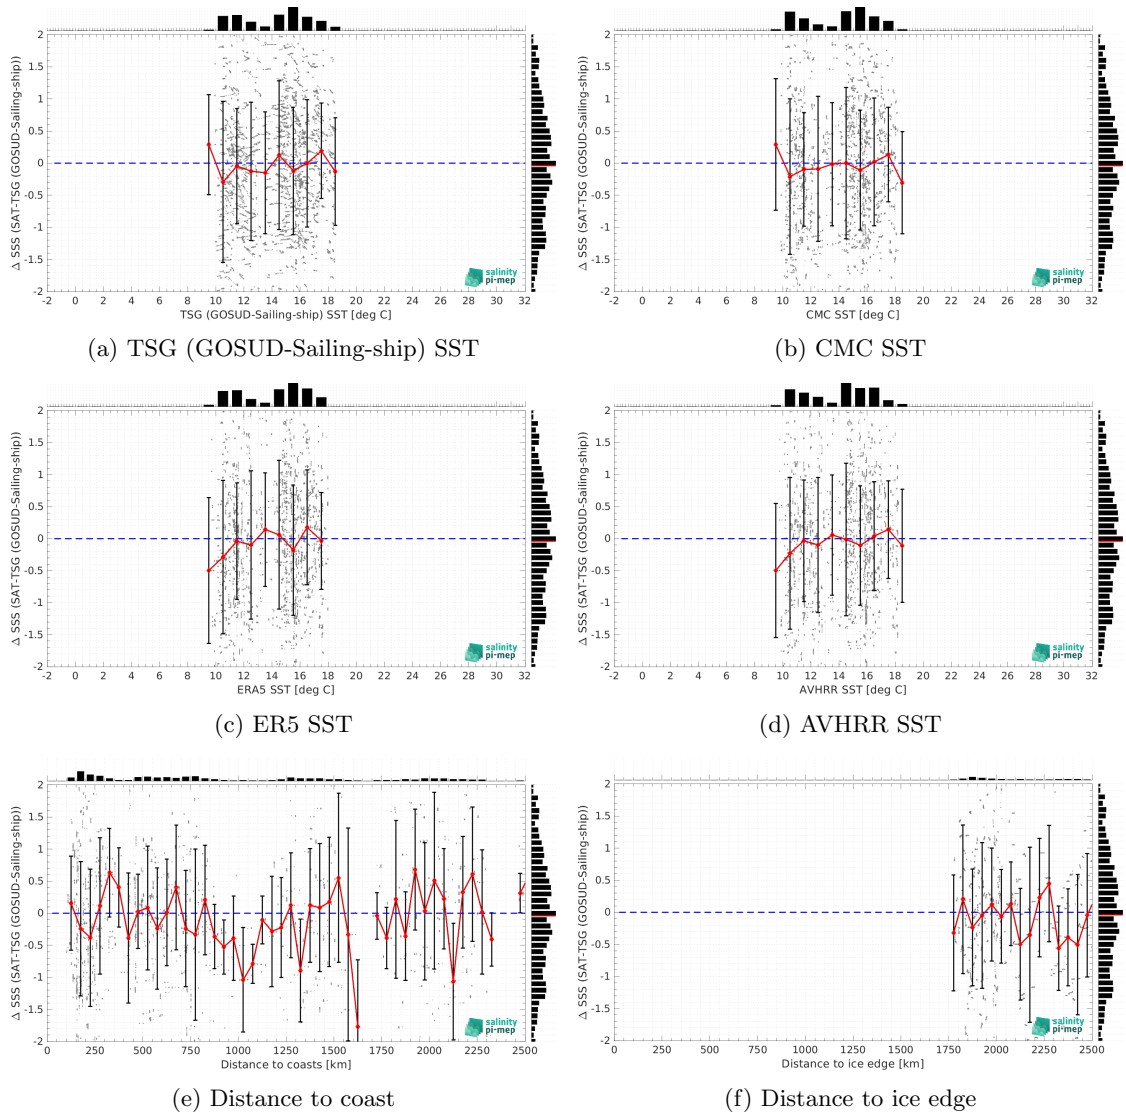 2
1.5
1
0.5
0
-0.5
-1
-1.5
-2
Δ SSS (SAT-TSG (GOSUD-Sailing-ship))
salinity
pi-mep
-2 0 2 4 6 8 10 12 14 16 18 20 22 24 26 28 30 32
TSG (GOSUD-Sailing-ship) SST [deg C]
(a) TSG (GOSUD-Sailing-ship) SST
2
1.5
1
0.5
0
-0.5
-1
-1.5
-2
Δ SSS (SAT-TSG (GOSUD-Sailing-ship))
salinity
pi-mep
-2 0 2 4 6 8 10 12 14 16 18 20 22 24 26 28 30 32
CMC SST [deg C]
(b) CMC SST
2
1.5
1
0.5
0
-0.5
-1
-1.5
-2
Δ SSS (SAT-TSG (GOSUD-Sailing-ship))
salinity
pi-mep
-2 0 2 4 6 8 10 12 14 16 18 20 22 24 26 28 30 32
ERA5 SST [deg C]
(c) ER5 SST
2
1.5
1
0.5
0
-0.5
-1
-1.5
-2
Δ SSS (SAT-TSG (GOSUD-Sailing-ship))
salinity
pi-mep
-2 0 2 4 6 8 10 12 14 16 18 20 22 24 26 28 30 32
AVHRR SST [deg C]
(d) AVHRR SST
2
1.5
1
0.5
0
-0.5
-1
-1.5
-2
Δ SSS (SAT-TSG (GOSUD-Sailing-ship))
salinity
pi-mep
0 250 500 750 1000 1250 1500 1750 2000 2250 2500
Distance to coasts [km]
(e) Distance to coast
2
1.5
1
0.5
0
-0.5
-1
-1.5
-2
Δ SSS (SAT-TSG (GOSUD-Sailing-ship))
salinity
pi-mep
0 250 500 750 1000 1250 1500 1750 2000 2250 2500
Distance to ice edge [km]
(f) Distance to ice edge